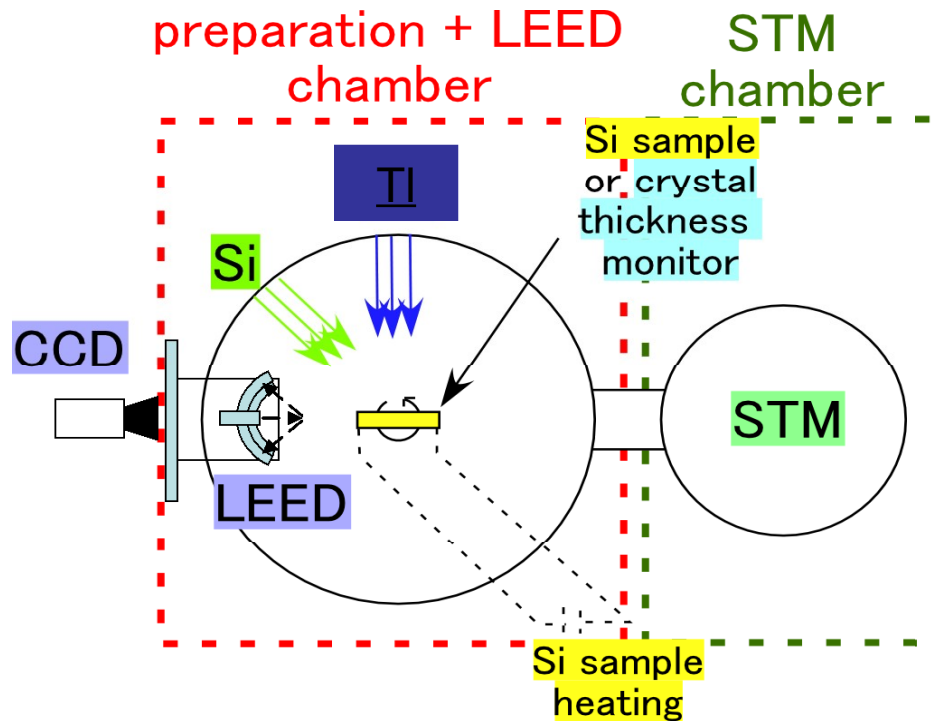 preparation + LEED
chamber
STM
chamber
Si sample
or crystal
thickness
monitor
Tl
Si
CCD
LEED
STM
Si sample
heating